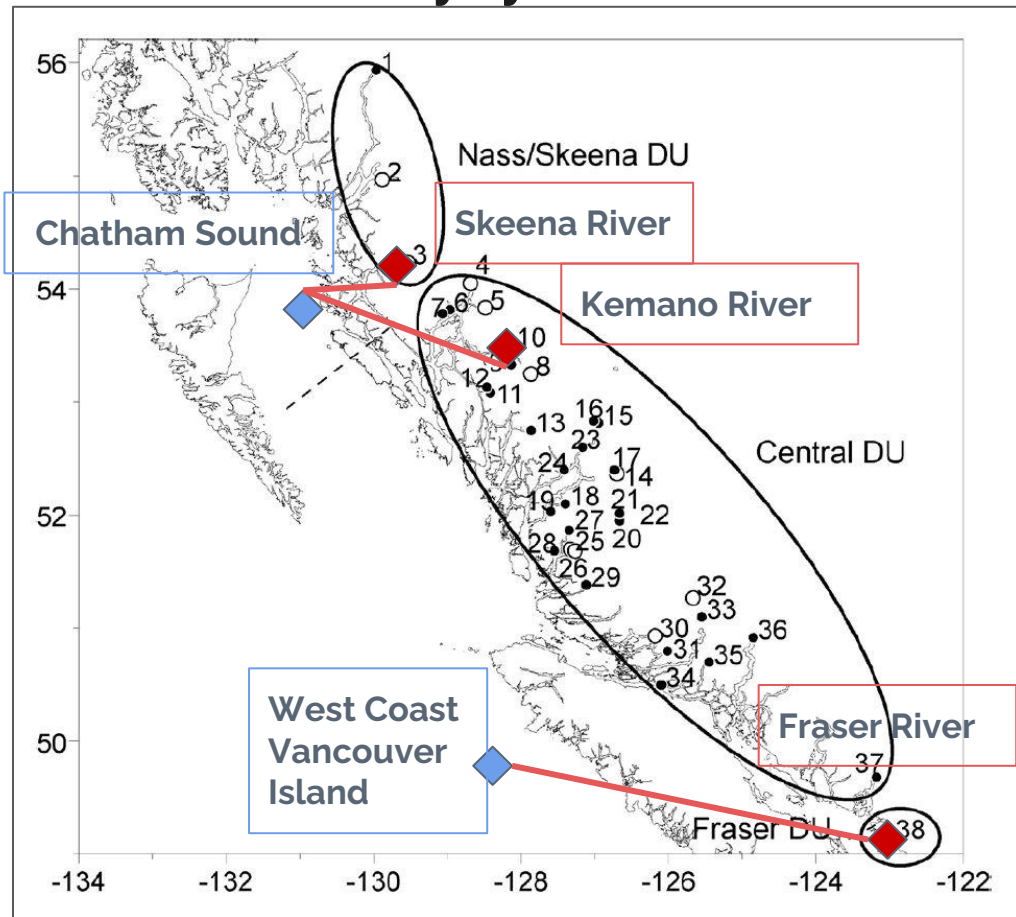 56
1
Nass/Skeena DU
2
Chatham Sound
Skeena River
3
4
54
Kemano River
7 6 5
10
8
12
11
16 15
13
23
Central DU
24
17
14
19 18 21
52
27 22
20
28 25
26
29
32
33
30
36
31
35
34
West Coast
Vancouver
Island
Fraser River
50
37
Fraser DU
38
-134 -132 -130 -128 -126 -124 -122